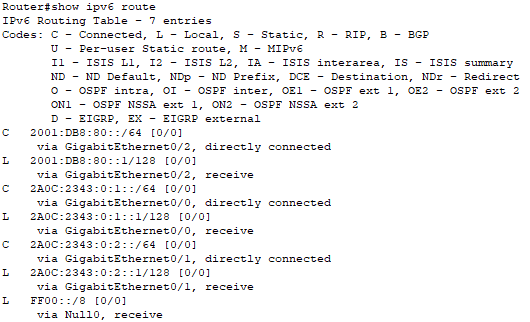 Router#show ipv6 route
IPv6 Routing Table - 7 entries
Codes: C - Connected, L - Local, S - Static, R - RIP, B - BGP
       U - Per-user Static route, M - MIPv6
       I1 - ISIS L1, I2 - ISIS L2, IA - ISIS interarea, IS - ISIS summary
       ND - ND Default, NDp - ND Prefix, DCE - Destination, NDr - Redirect
       O - OSPF intra, OI - OSPF inter, OE1 - OSPF ext 1, OE2 - OSPF ext 2
       ON1 - OSPF NSSA ext 1, ON2 - OSPF NSSA ext 2
       D - EIGRP, EX - EIGRP external
C   2001:DB8:80::/64 [0/0]
     via GigabitEthernet0/2, directly connected
L   2001:DB8:80::1/128 [0/0]
     via GigabitEthernet0/2, receive
C   2A0C:2343:0:1::/64 [0/0]
     via GigabitEthernet0/0, directly connected
L   2A0C:2343:0:1::1/128 [0/0]
     via GigabitEthernet0/0, receive
C   2A0C:2343:0:2::/64 [0/0]
     via GigabitEthernet0/1, directly connected
L   2A0C:2343:0:2::1/128 [0/0]
     via GigabitEthernet0/1, receive
L   FF00::/8 [0/0]
     via Null0, receive